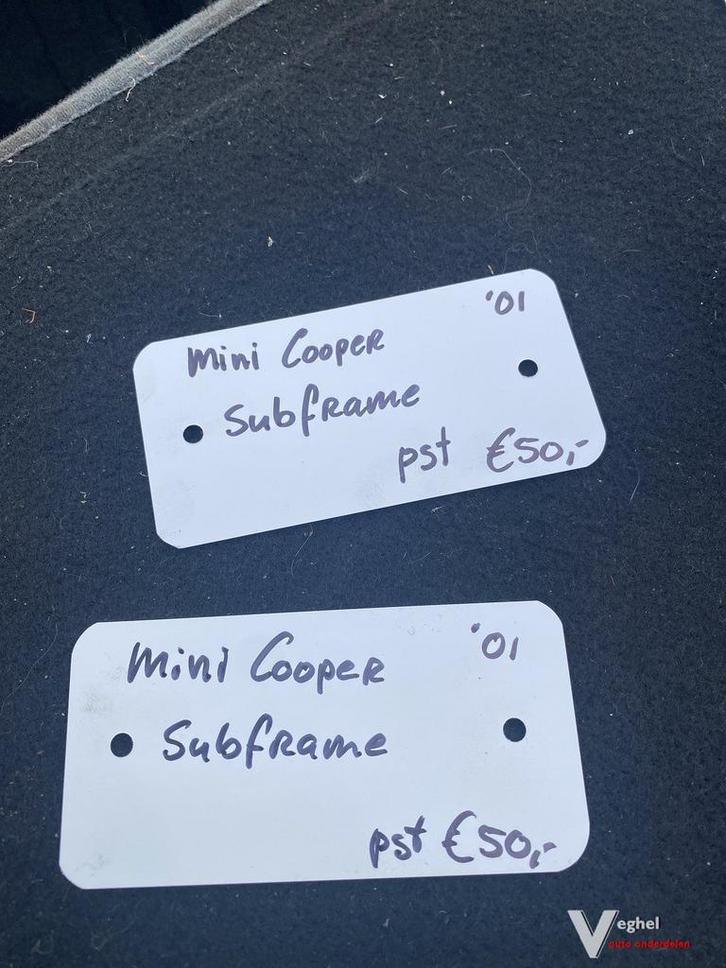 '01
Mini Cooper
Subframe
pst €50,-
'01
Mini Cooper
Subframe
pst €50,-
Veghel
auto onderdelen